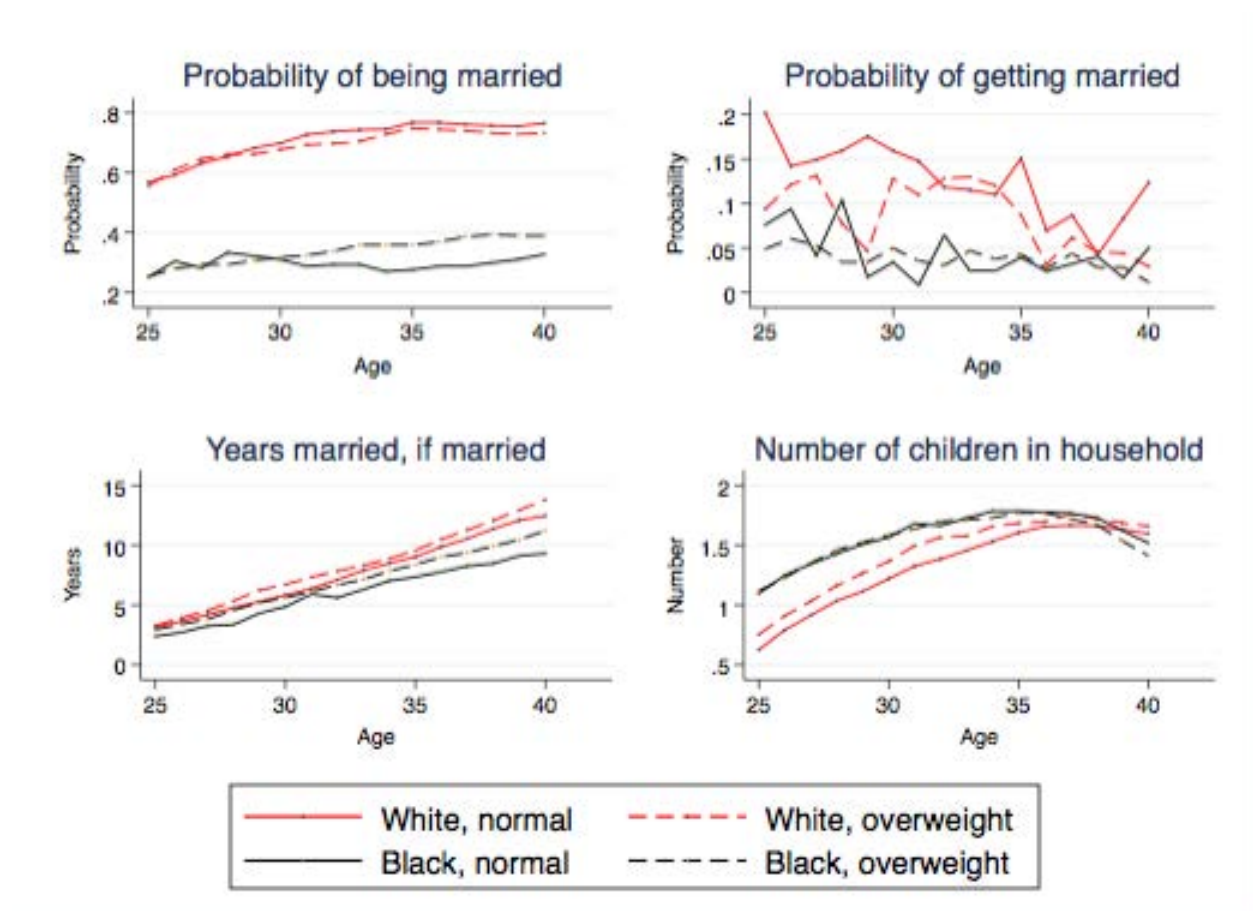 Probability of being married
Probability
.8
.6
.4
.2
25 30 35 40
Age
Probability of getting married
Probability
.2
.15
.1
.05
0
25 30 35 40
Age
Years married, if married
Years
15
10
5
0
25 30 35 40
Age
Number of children in household
Number
2
1.5
1
.5
25 30 35 40
Age
White, normal White, overweight
Black, normal Black, overweight